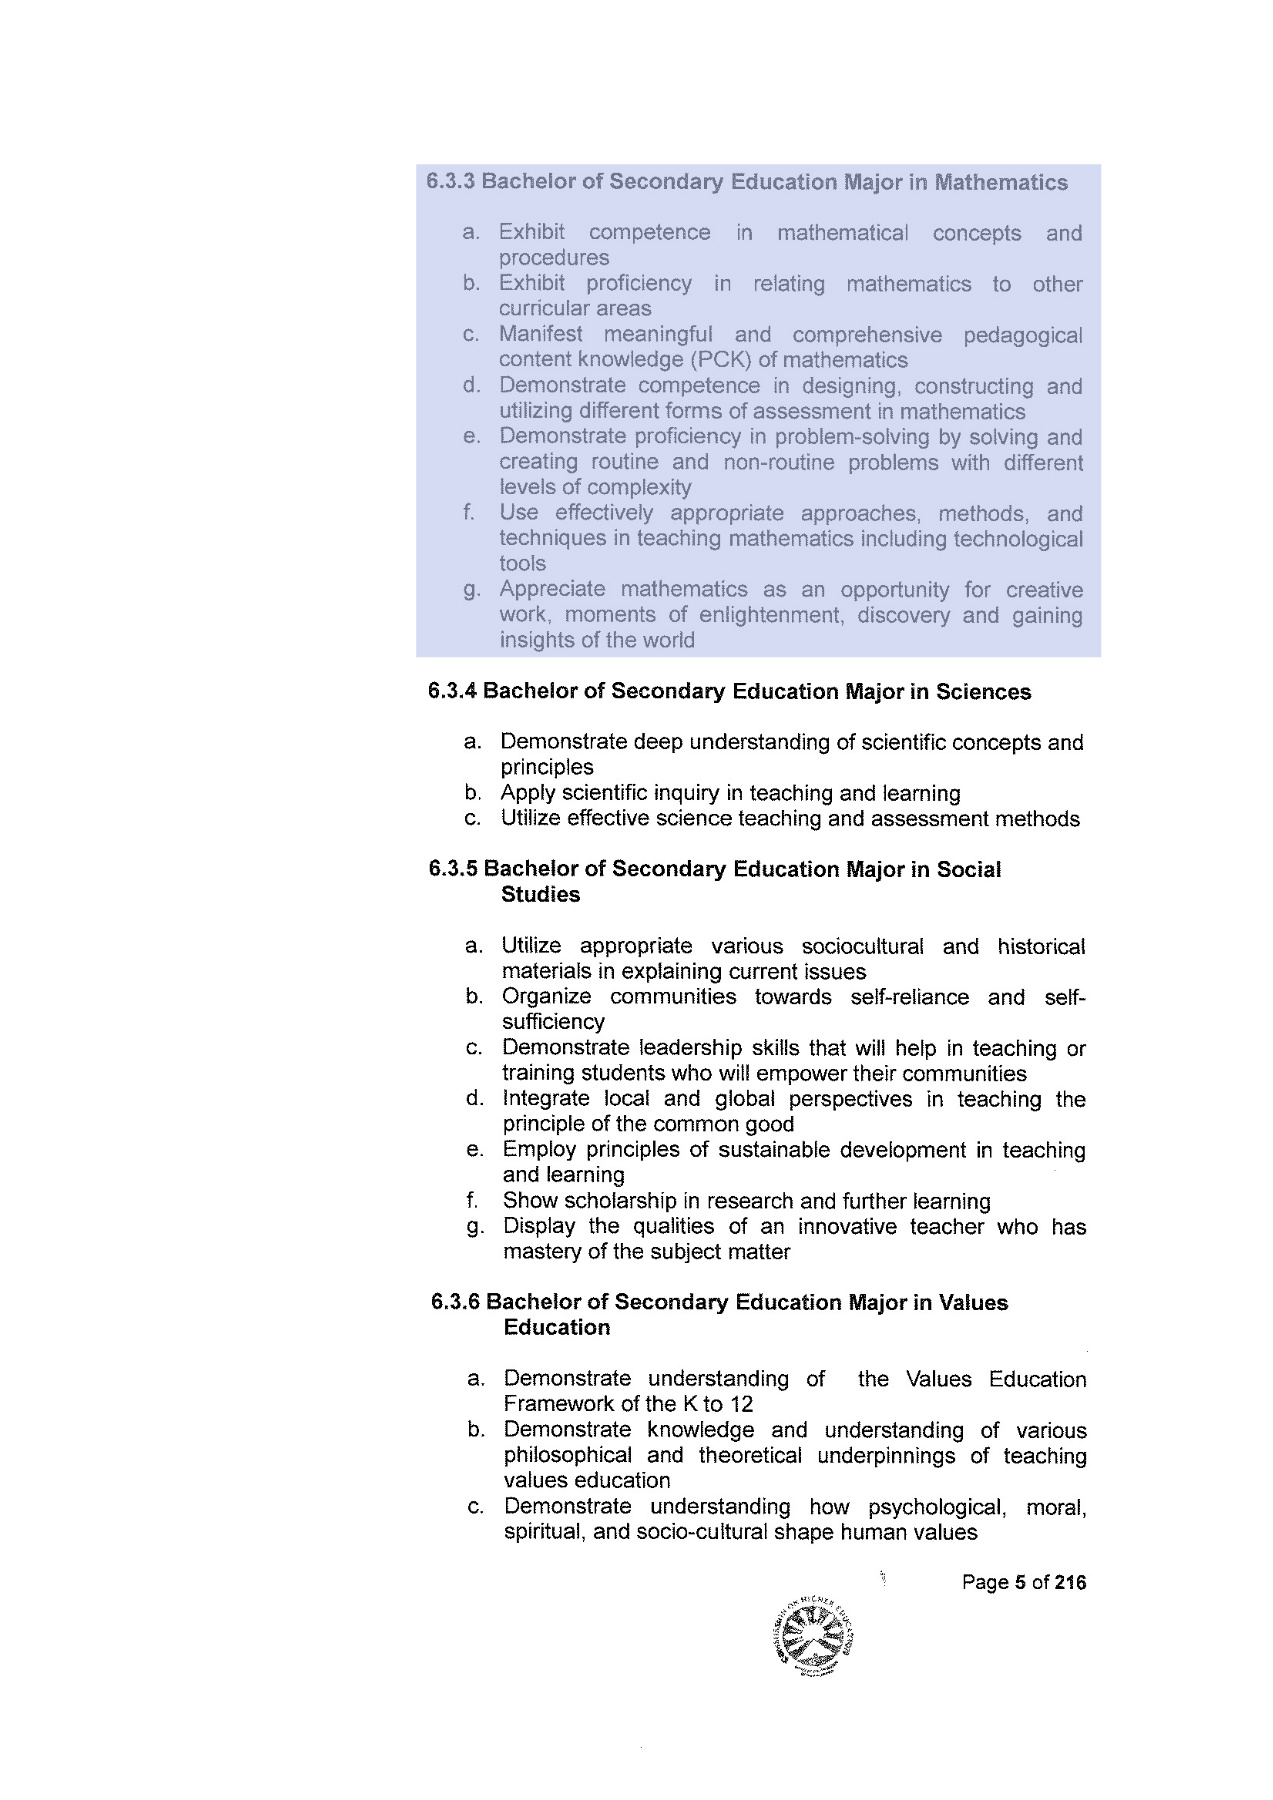 6.3.3 Bachelor of Secondary Education Major in Mathematics
a. Exhibit competence in mathematical concepts and
procedures
b. Exhibit proficiency in relating mathematics to other
curricular areas
c. Manifest meaningful and comprehensive pedagogical
content knowledge (PCK) of mathematics
d. Demonstrate competence in designing, constructing and
utilizing different forms of assessment in mathematics
e. Demonstrate proficiency in problem-solving by solving and
creating routine and non-routine problems with different
levels of complexity
f. Use effectively appropriate approaches, methods, and
techniques in teaching mathematics including technological
tools
g. Appreciate mathematics as an opportunity for creative
work, moments of enlightenment, discovery and gaining
insights of the world
6.3.4 Bachelor of Secondary Education Major in Sciences
a. Demonstrate deep understanding of scientific concepts and
principles
b. Apply scientific inquiry in teaching and learning
c. Utilize effective science teaching and assessment methods
6.3.5 Bachelor of Secondary Education Major in Social
Studies
a. Utilize appropriate various sociocultural and historical
materials in explaining current issues
b. Organize communities towards self-reliance and self-
sufficiency
c. Demonstrate leadership skills that will help in teaching or
training students who will empower their communities
d. Integrate local and global perspectives in teaching the
principle of the common good
e. Employ principles of sustainable development in teaching
and learning
f. Show scholarship in research and further learning
g. Display the qualities of an innovative teacher who has
mastery of the subject matter
6.3.6 Bachelor of Secondary Education Major in Values
Education
a. Demonstrate understanding of the Values Education
Framework of the K to 12
b. Demonstrate knowledge and understanding of various
philosophical and theoretical underpinnings of teaching
values education
c. Demonstrate understanding how psychological, moral,
spiritual, and socio-cultural shape human values
Page 5 of 216
ON HIGHER EDUCATION